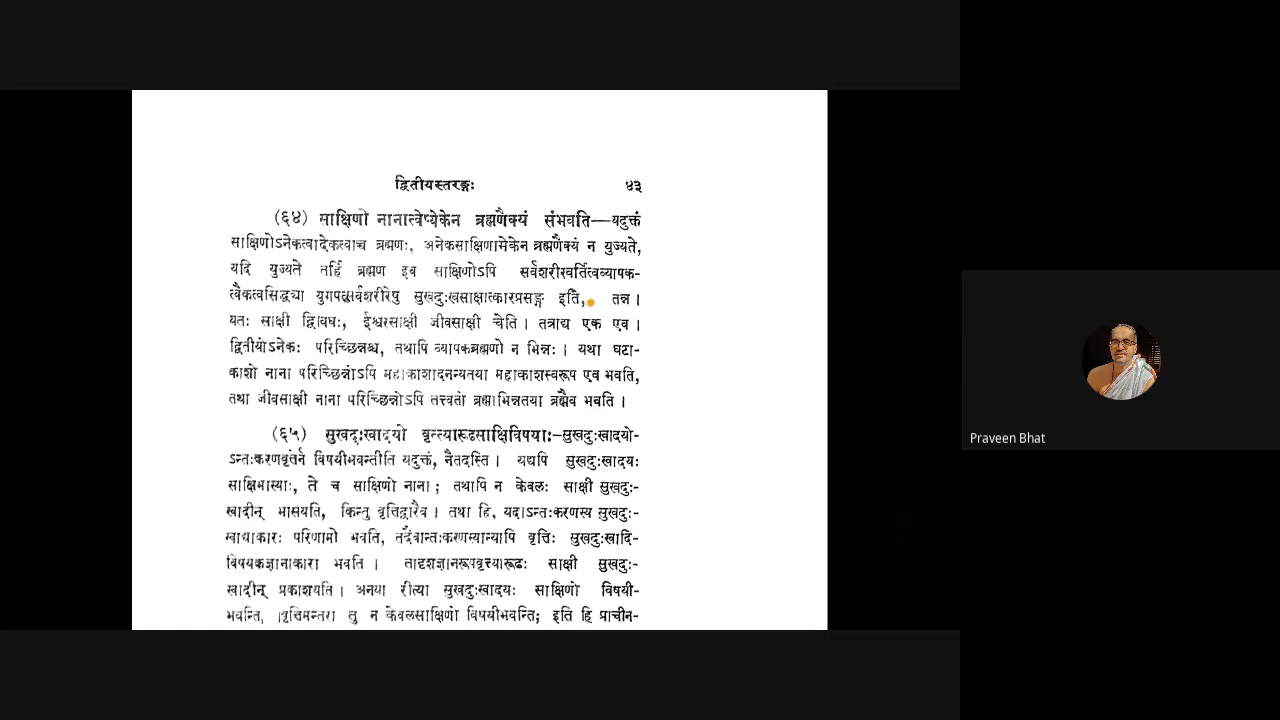 द्वितीयस्तरङ्गः ४३
(६४) साक्षिणो नानात्वेप्येकेन ब्रह्मणैक्यं संभवति—यदुक्तं
साक्षिणोऽनेकत्वादेकत्वाच ब्रह्मणः, अनेकसाक्षिणामेकेन ब्रह्मणैक्यं न युज्यते,
यदि युज्यते तर्हि ब्रह्मण इव साक्षिणोऽपि सर्वशरीरवर्तित्वव्यापक-
त्वैकत्वसिद्ध्या युगपत्सर्वशरीरेषु सुखदुःखसाक्षात्कारप्रसङ्ग इति, तन्न ।
यतः साक्षी द्विविधः, ईश्वरसाक्षी जीवसाक्षी चेति । तत्राद्य एक एव ।
द्वितीयोऽनेकः परिच्छिन्नश्च, तथापि व्यापकब्रह्मणो न भिन्नः । यथा घटा-
काशो नाना परिच्छिन्नोऽपि महाकाशादनन्यतया महाकाशस्वरूप एव भवति,
तथा जीवसाक्षी नाना परिच्छिन्नोऽपि तत्त्वतो ब्रह्माभिन्नतया ब्रह्मैव भवति ।
(६५) सुखदुःखादयो वृत्त्यारूढसाक्षिविषयाः–सुखदुःखादयो-
ऽन्तःकरणवृतेर्न विषयीभवन्तीति यदुक्तं, नैतदस्ति । यद्यपि सुखदुःखादयः
साक्षिभास्याः, ते च साक्षिणो नाना ; तथापि न केवलः साक्षी सुखदुः-
खादीन् भासयति, किन्तु वृत्तिद्वारैव । तथा हि, यदाऽन्तःकरणस्य सुखदुः-
खाद्याकारः परिणामो भवति, तदैवान्तःकरणस्यान्यापि वृत्तिः सुखदुःखादि-
विषयकज्ञानाकारा भवति । तादृशज्ञानरूपवृत्त्यारूढः साक्षी सुखदुः-
खादीन् प्रकाशयति । अनया रीत्या सुखदुःखादयः साक्षिणो विषयी-
भवन्ति, वृत्तिमन्तरा तु न केवलसाक्षिणो विषयीभवन्ति; इति हि प्राचीन-
Praveen Bhat